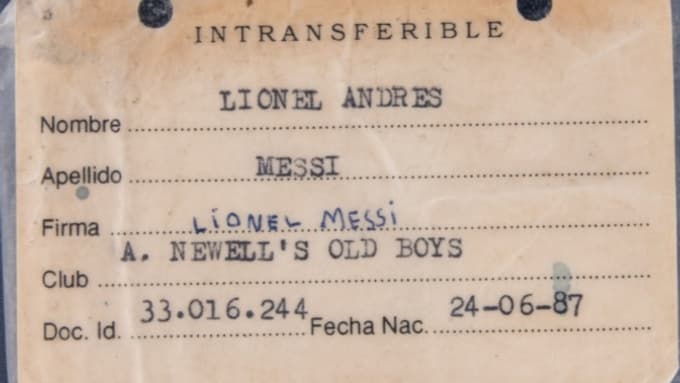 INTRANSFERIBLE
Nombre LIONEL ANDRES
Apellido MESSI
Firma LIONEL MESSI
Club A. NEWELL'S OLD BOYS
Doc. Id. 33.016.244 Fecha Nac. 24-06-87